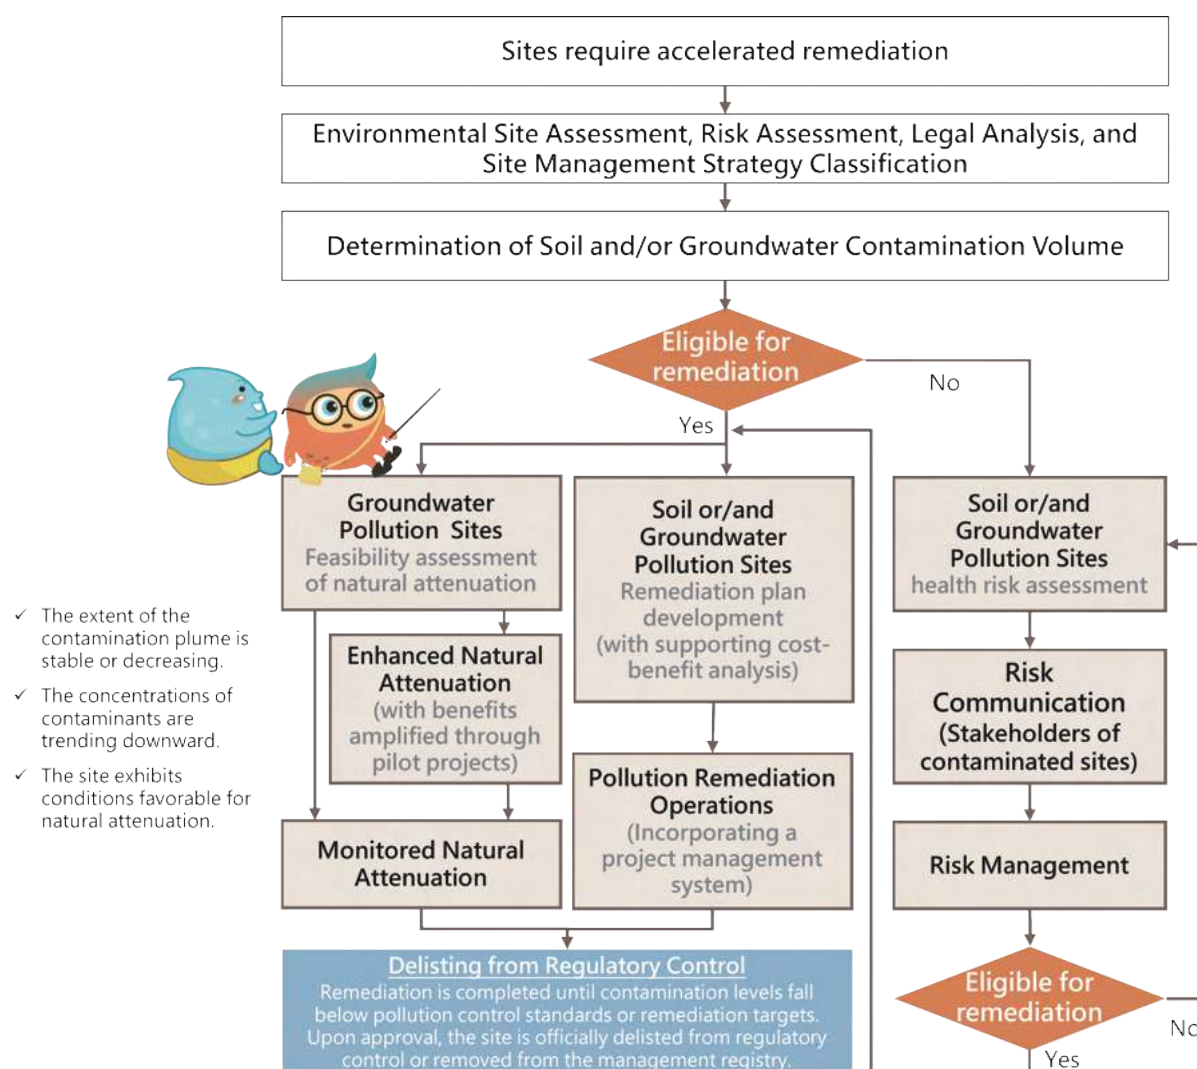 Sites require accelerated remediation
Environmental Site Assessment, Risk Assessment, Legal Analysis, and
Site Management Strategy Classification
Determination of Soil and/or Groundwater Contamination Volume
Eligible for
remediation
No
Yes
Groundwater
Pollution Sites
Feasibility assessment
of natural attenuation
Soil or/and
Groundwater
Pollution Sites
Remediation plan
development
(with supporting cost-
benefit analysis)
Soil or/and
Groundwater
Pollution Sites
health risk assessment
✓ The extent of the
contamination plume is
stable or decreasing.
✓ The concentrations of
contaminants are
trending downward.
✓ The site exhibits
conditions favorable for
natural attenuation.
Enhanced Natural
Attenuation
(with benefits
amplified through
pilot projects)
Risk
Communication
(Stakeholders of
contaminated sites)
Pollution Remediation
Operations
(Incorporating a
project management
system)
Monitored Natural
Attenuation
Risk Management
Delisting from Regulatory Control
Remediation is completed until contamination levels fall
below pollution control standards or remediation targets.
Upon approval, the site is officially delisted from regulatory
control or removed from the management registry.
Eligible for
remediation
No
Yes